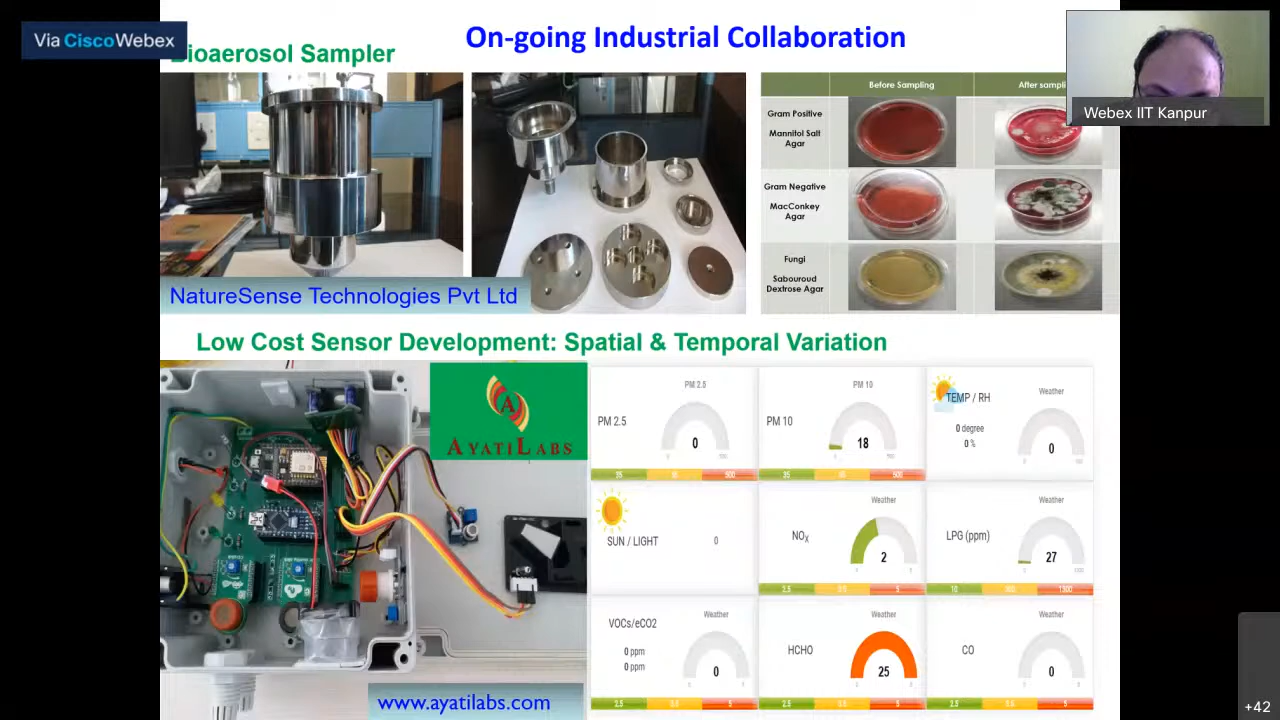 Via Cisco Webex
On-going Industrial Collaboration
Bioaerosol Sampler
Webex IIT Kanpur
Before Sampling
After sampli
Gram Positive
Mannitol Salt
Agar
Gram Negative
MacConkey
Agar
Fungi
Sabouroud
Dextrose Agar
NatureSense Technologies Pvt Ltd
Low Cost Sensor Development: Spatial & Temporal Variation
AYATILABS
PM 2.5
PM 2.5
0
PM 10
PM 10
18
TEMP / RH
Weather
0 degree
0 %
0
SUN / LIGHT
0
Weather
NOX
2
Weather
LPG (ppm)
27
VOCs/eCO2
Weather
0 ppm
0 ppm
0
Weather
HCHO
25
Weather
CO
0
www.ayatilabs.com
+42